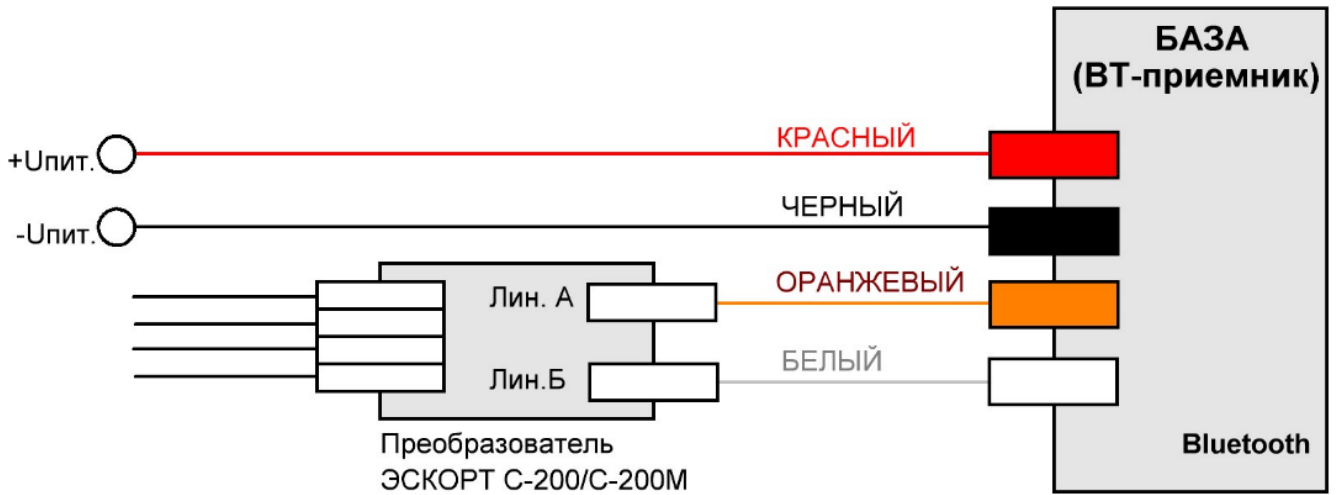 БАЗА
(BT-приемник)
КРАСНЫЙ
+Uпит.
ЧЕРНЫЙ
-Uпит.
ОРАНЖЕВЫЙ
Лин. А
БЕЛЫЙ
Лин.Б
Преобразователь
ЭСКОРТ С-200/С-200М
Bluetooth